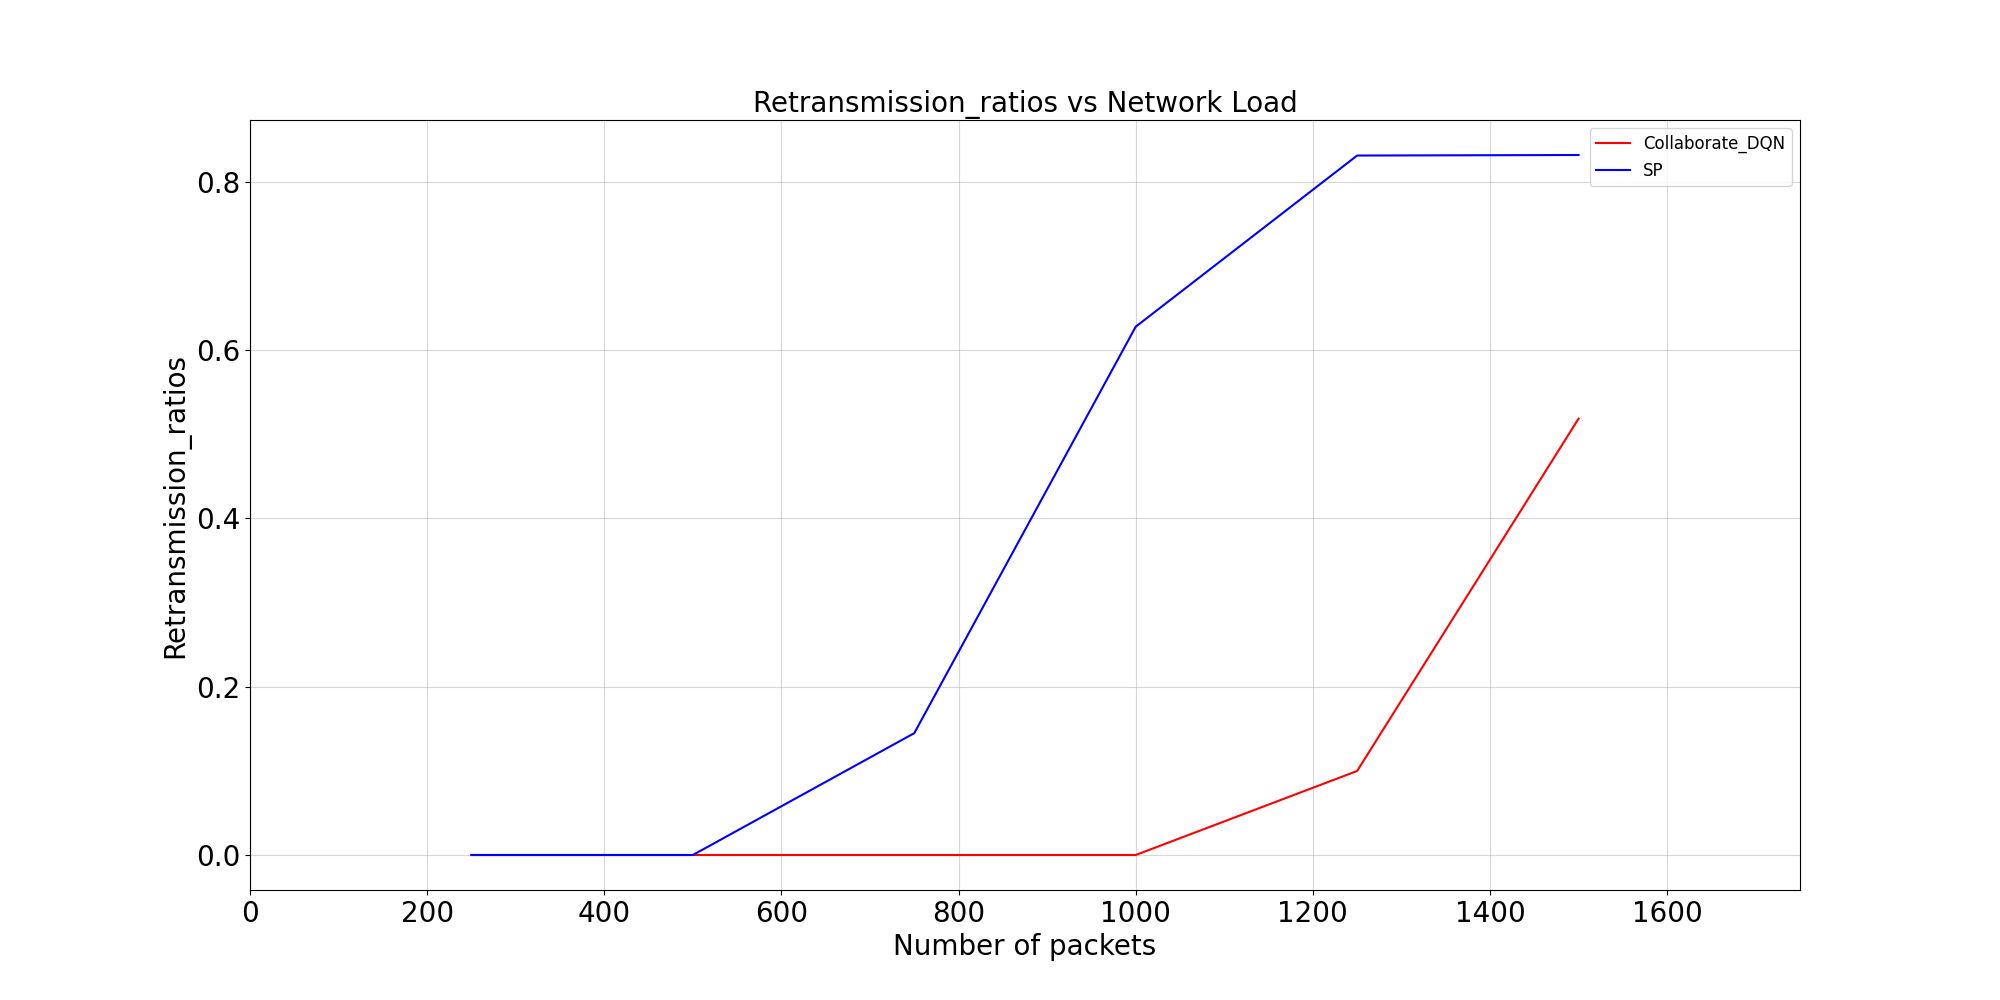 Retransmission_ratios vs Network Load
Collaborate_DQN
SP
Retransmission_ratios
0.8
0.6
0.4
0.2
0.0
0 200 400 600 800 1000 1200 1400 1600
Number of packets